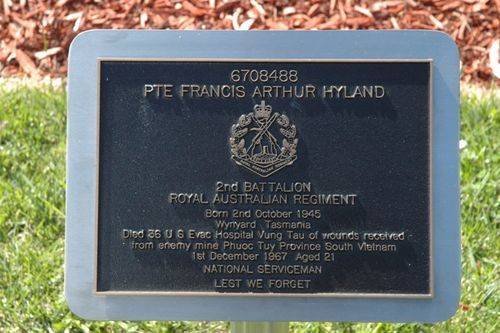 6708488
PTE FRANCIS ARTHUR HYLAND
2nd BATTALION
ROYAL AUSTRALIAN REGIMENT
Born 2nd October 1945
Wynyard Tasmania
Died 36 U S Evac Hospital Vung Tau of wounds received
from enemy mine Phuoc Tuy Province South Vietnam
1st December 1967 Aged 21
NATIONAL SERVICEMAN
LEST WE FORGET